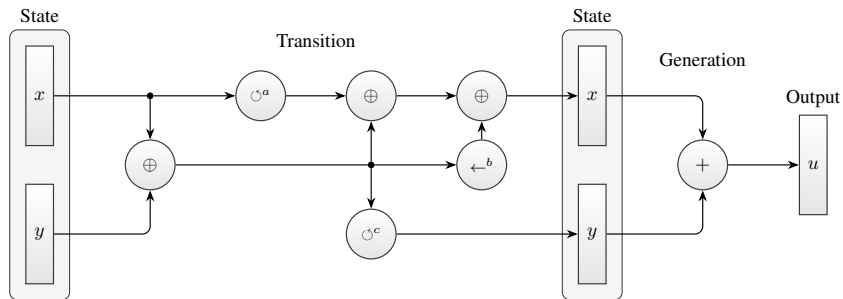 State
State
Transition
Generation
Output
x
↺a
⊕
⊕
x
⊕
←b
+
u
y
↺c
y